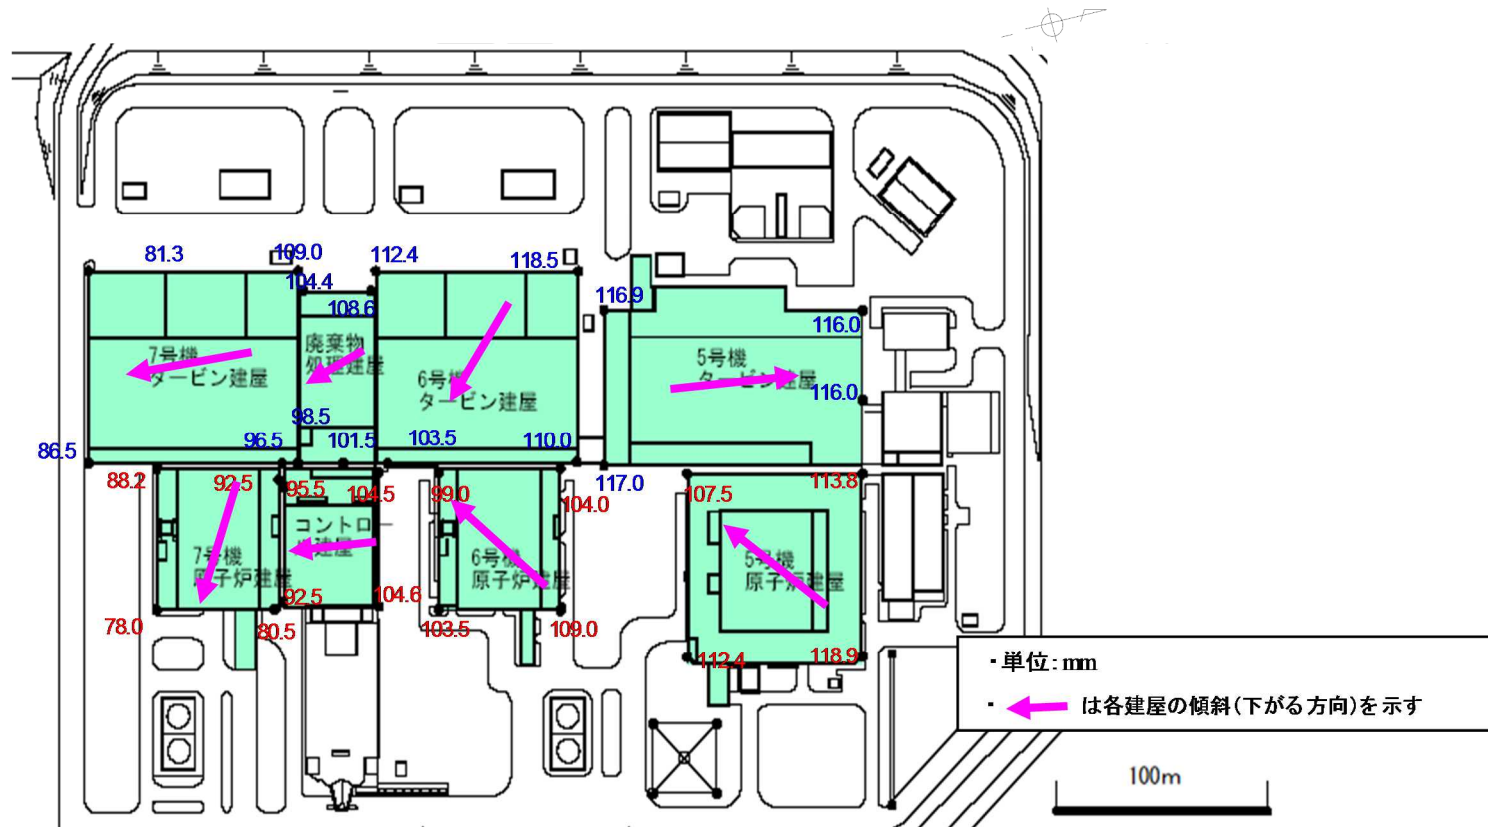 81.3
109.0
112.4
118.5
104.4
108.6
116.9
116.0
7号機
タービン建屋
廃棄物
処理建屋
6号機
タービン建屋
5号機
タービン建屋
116.0
98.5
96.5
101.5
103.5
110.0
86.5
88.2
92.5
95.5
104.5
99.0
104.0
117.0
107.5
113.8
コントロー
ル建屋
7号機
原子炉建屋
6号機
原子炉建屋
5号機
原子炉建屋
92.5
104.6
78.0
80.5
103.5
109.0
112.4
118.9
・単位:mm
・ は各建屋の傾斜(下がる方向)を示す
100m